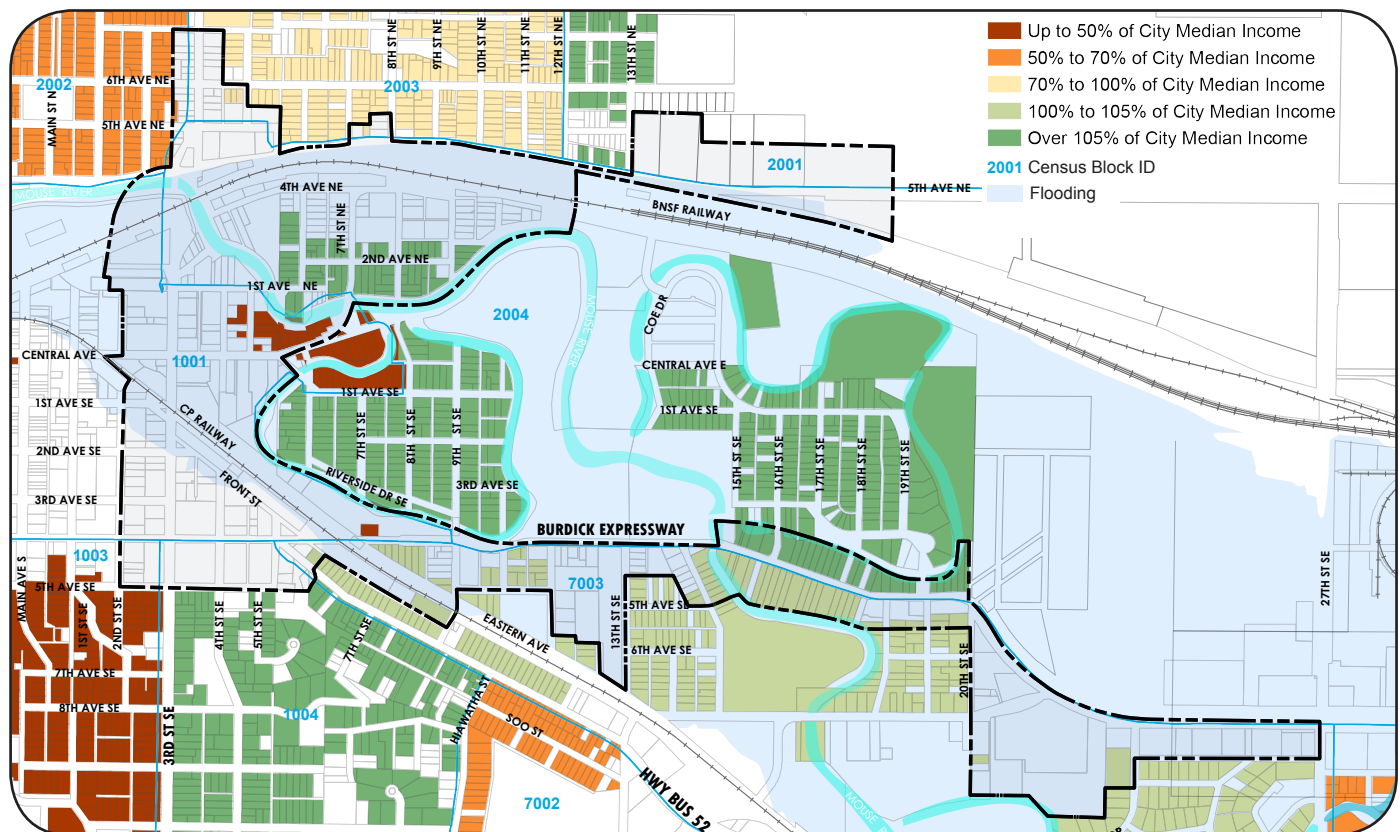 Up to 50% of City Median Income
50% to 70% of City Median Income
70% to 100% of City Median Income
100% to 105% of City Median Income
Over 105% of City Median Income
2001 Census Block ID
Flooding
8TH ST NE
9TH ST NE
10TH ST NE
11TH ST NE
12TH ST NE
13TH ST NE
2002
6TH AVE NE
2003
MAIN ST N
5TH AVE NE
2001
5TH AVE NE
MOUSE RIVER
4TH AVE NE
7TH ST NE
BNSF RAILWAY
2ND AVE NE
1ST AVE NE
2004
MOUSE RIVER
COE DR
CENTRAL AVE
1001
CENTRAL AVE E
1ST AVE SE
1ST AVE SE
1ST AVE SE
CP RAILWAY
7TH ST SE
8TH ST SE
9TH ST SE
15TH ST SE
16TH ST SE
17TH ST SE
18TH ST SE
19TH ST SE
2ND AVE SE
RIVERSIDE DR SE
3RD AVE SE
3RD AVE SE
FRONT ST
BURDICK EXPRESSWAY
1003
7003
MAIN AVE S
5TH AVE SE
1ST ST SE
2ND ST SE
4TH ST SE
5TH ST SE
7TH ST SE
EASTERN AVE
13TH ST SE
5TH AVE SE
6TH AVE SE
20TH ST SE
27TH ST SE
7TH AVE SE
8TH AVE SE
3RD ST SE
1004
HIAWATHA ST
SOO ST
7002
HWY BUS 52
MOUSE R